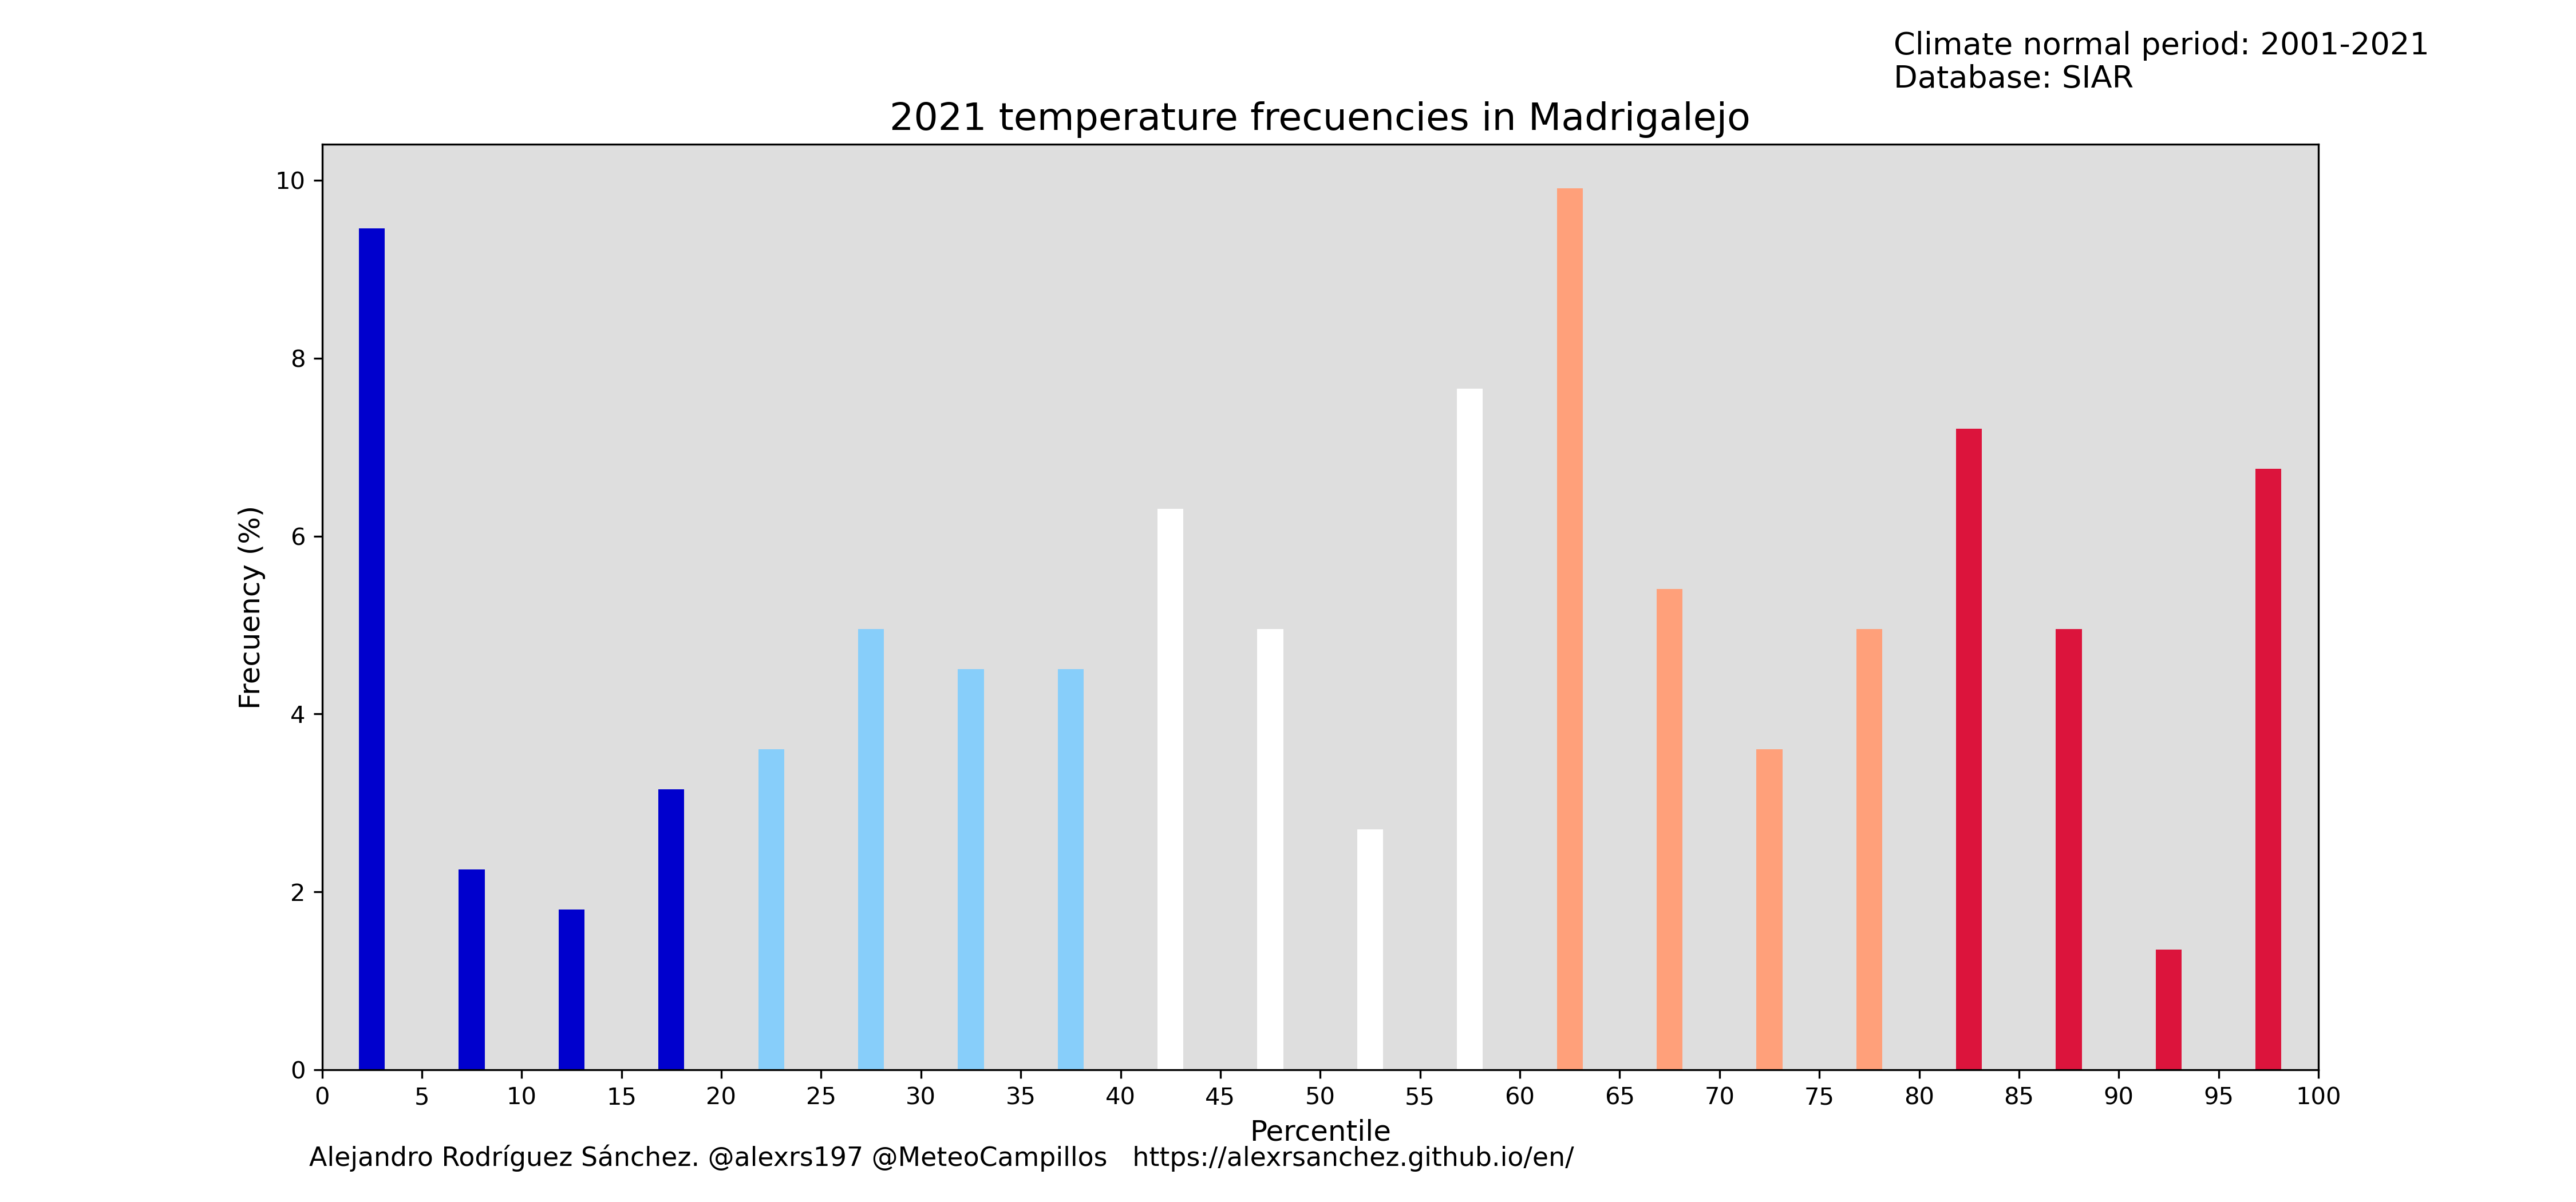 Climate normal period: 2001-2021
Database: SIAR
2021 temperature frecuencies in Madrigalejo
10
8
6
4
2
0
Frecuency (%)
0 5 10 15 20 25 30 35 40 45 50 55 60 65 70 75 80 85 90 95 100
Percentile
Alejandro Rodríguez Sánchez. @alexrs197 @MeteoCampillos https://alexrsanchez.github.io/en/